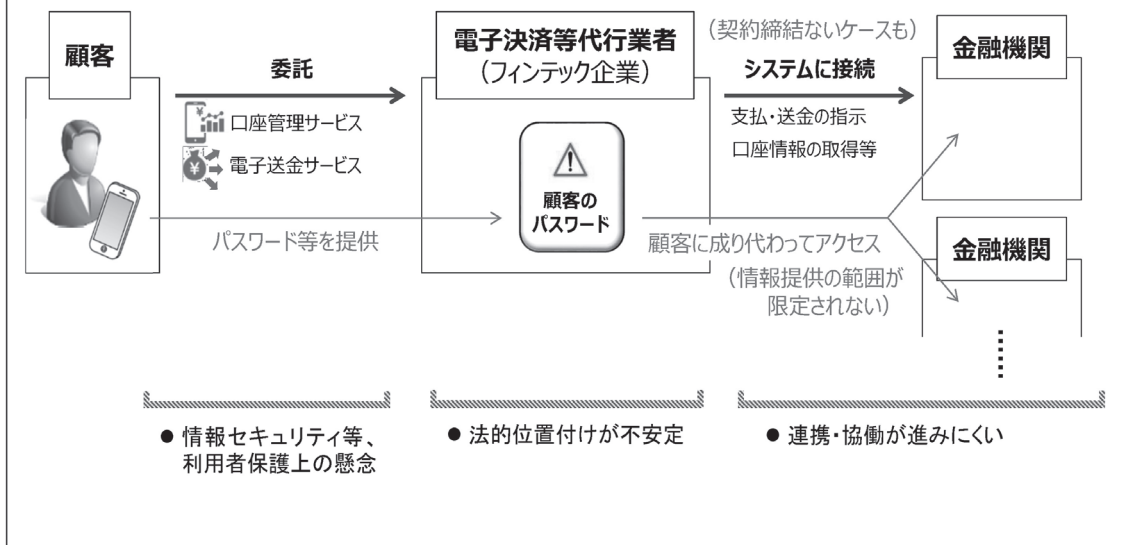 顧客
委託
口座管理サービス
電子送金サービス
パスワード等を提供
電子決済等代行業者
（フィンテック企業）
顧客の
パスワード
（契約締結ないケースも）
システムに接続
支払・送金の指示
口座情報の取得等
顧客に成り代わってアクセス
（情報提供の範囲が
限定されない）
金融機関
金融機関
● 情報セキュリティ等、
利用者保護上の懸念
● 法的位置付けが不安定
● 連携・協働が進みにくい